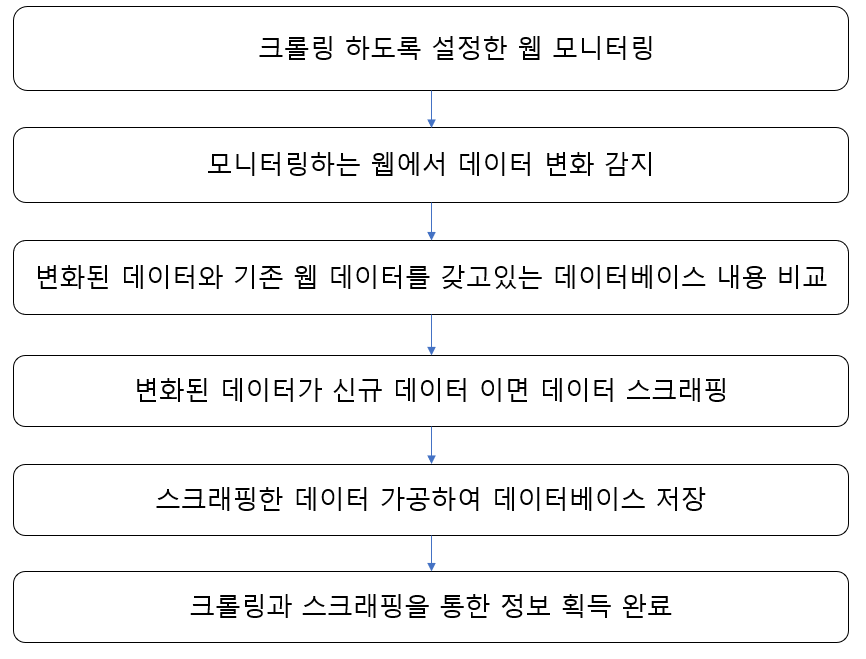 크롤링 하도록 설정한 웹 모니터링
모니터링하는 웹에서 데이터 변화 감지
변화된 데이터와 기존 웹 데이터를 갖고있는 데이터베이스 내용 비교
변화된 데이터가 신규 데이터 이면 데이터 스크래핑
스크래핑한 데이터 가공하여 데이터베이스 저장
크롤링과 스크래핑을 통한 정보 획득 완료